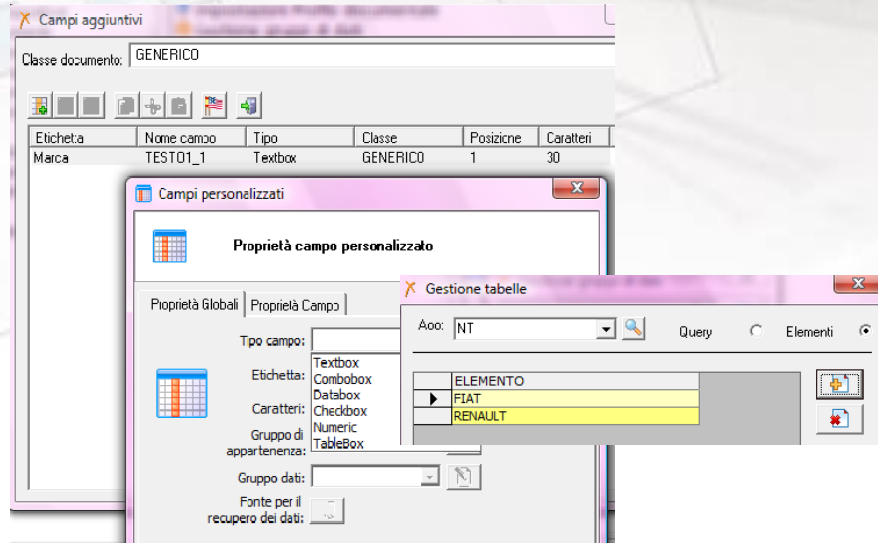 Campi aggiuntivi
Classe documento: GENERICO
Etichetta Nome campo Tipo Classe Posizione Caratteri
Marca TESTO1_1 Textbox GENERICO 1 30
Campi personalizzati
Proprietà campo personalizzato
Proprietà Globali Proprietà Campo
Tipo campo:
Etichetta:
Caratteri:
Gruppo di
appartenenza:
Gruppo dati:
Fonte per il
recupero dei dati:
Textbox
Combobox
Databox
Checkbox
Numeric
TableBox
Gestione tabelle
Aoo: NT Query Elementi
ELEMENTO
FIAT
RENAULT